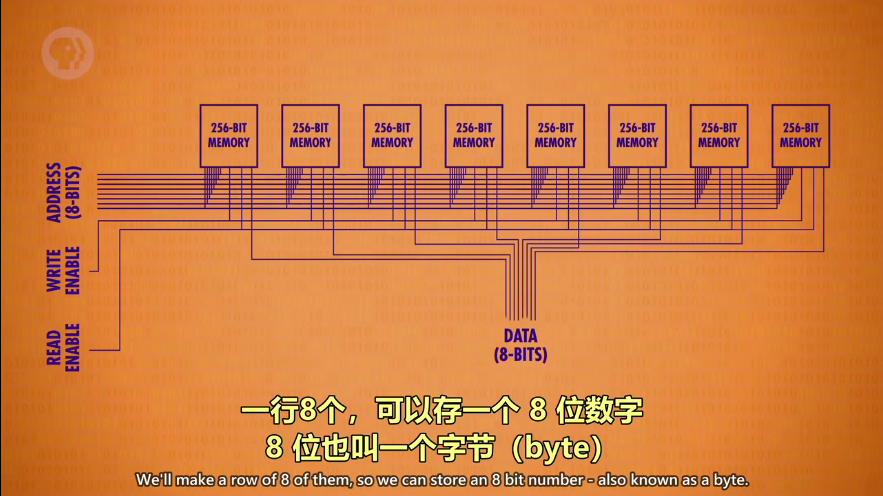 256-BIT
MEMORY
256-BIT
MEMORY
256-BIT
MEMORY
256-BIT
MEMORY
256-BIT
MEMORY
256-BIT
MEMORY
256-BIT
MEMORY
256-BIT
MEMORY
ADDRESS
(8-BITS)
WRITE
ENABLE
READ
ENABLE
DATA
(8-BITS)
一行8个，可以存一个 8 位数字
8 位也叫一个字节（byte）
We'll make a row of 8 of them, so we can store an 8 bit number - also known as a byte.